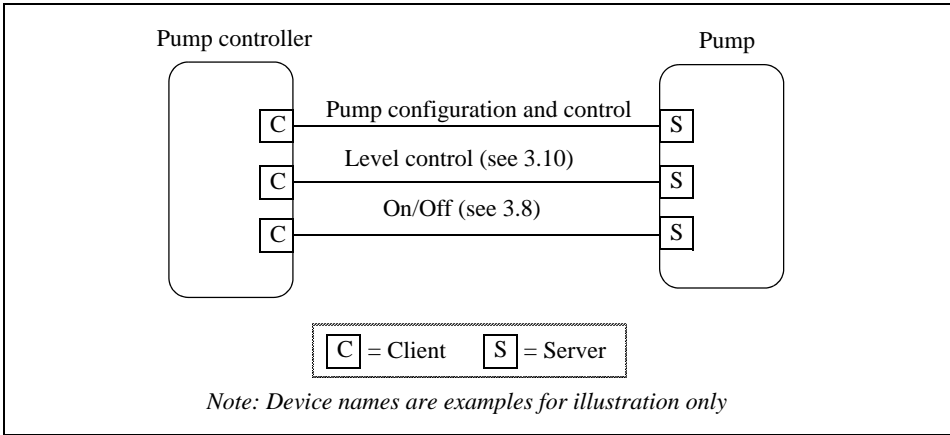 Pump controller
Pump
Pump configuration and control
C
S
Level control (see 3.10)
C
S
On/Off (see 3.8)
C
S
C = Client S = Server
Note: Device names are examples for illustration only